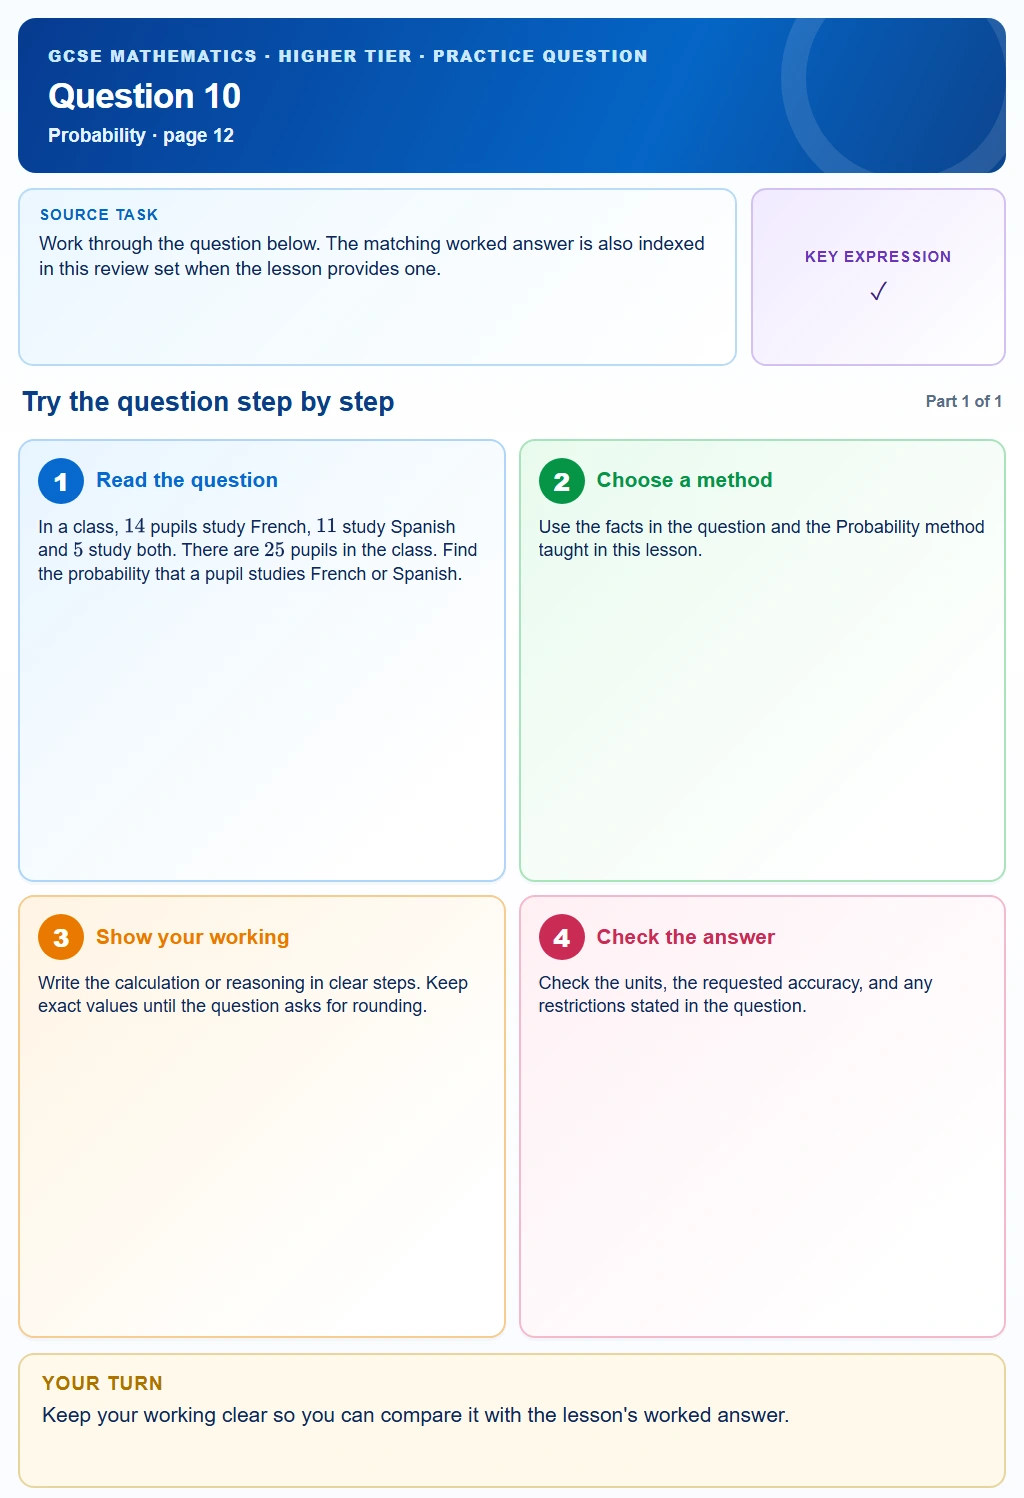 GCSE MATHEMATICS · HIGHER TIER · PRACTICE QUESTION
Question 10
Probability · page 12
SOURCE TASK
Work through the question below. The matching worked answer is also indexed
in this review set when the lesson provides one.
KEY EXPRESSION
✓
Try the question step by step
Part 1 of 1
1 Read the question
In a class, 14 pupils study French, 11 study Spanish
and 5 study both. There are 25 pupils in the class. Find
the probability that a pupil studies French or Spanish.
2 Choose a method
Use the facts in the question and the Probability method
taught in this lesson.
3 Show your working
Write the calculation or reasoning in clear steps. Keep
exact values until the question asks for rounding.
4 Check the answer
Check the units, the requested accuracy, and any
restrictions stated in the question.
YOUR TURN
Keep your working clear so you can compare it with the lesson's worked answer.